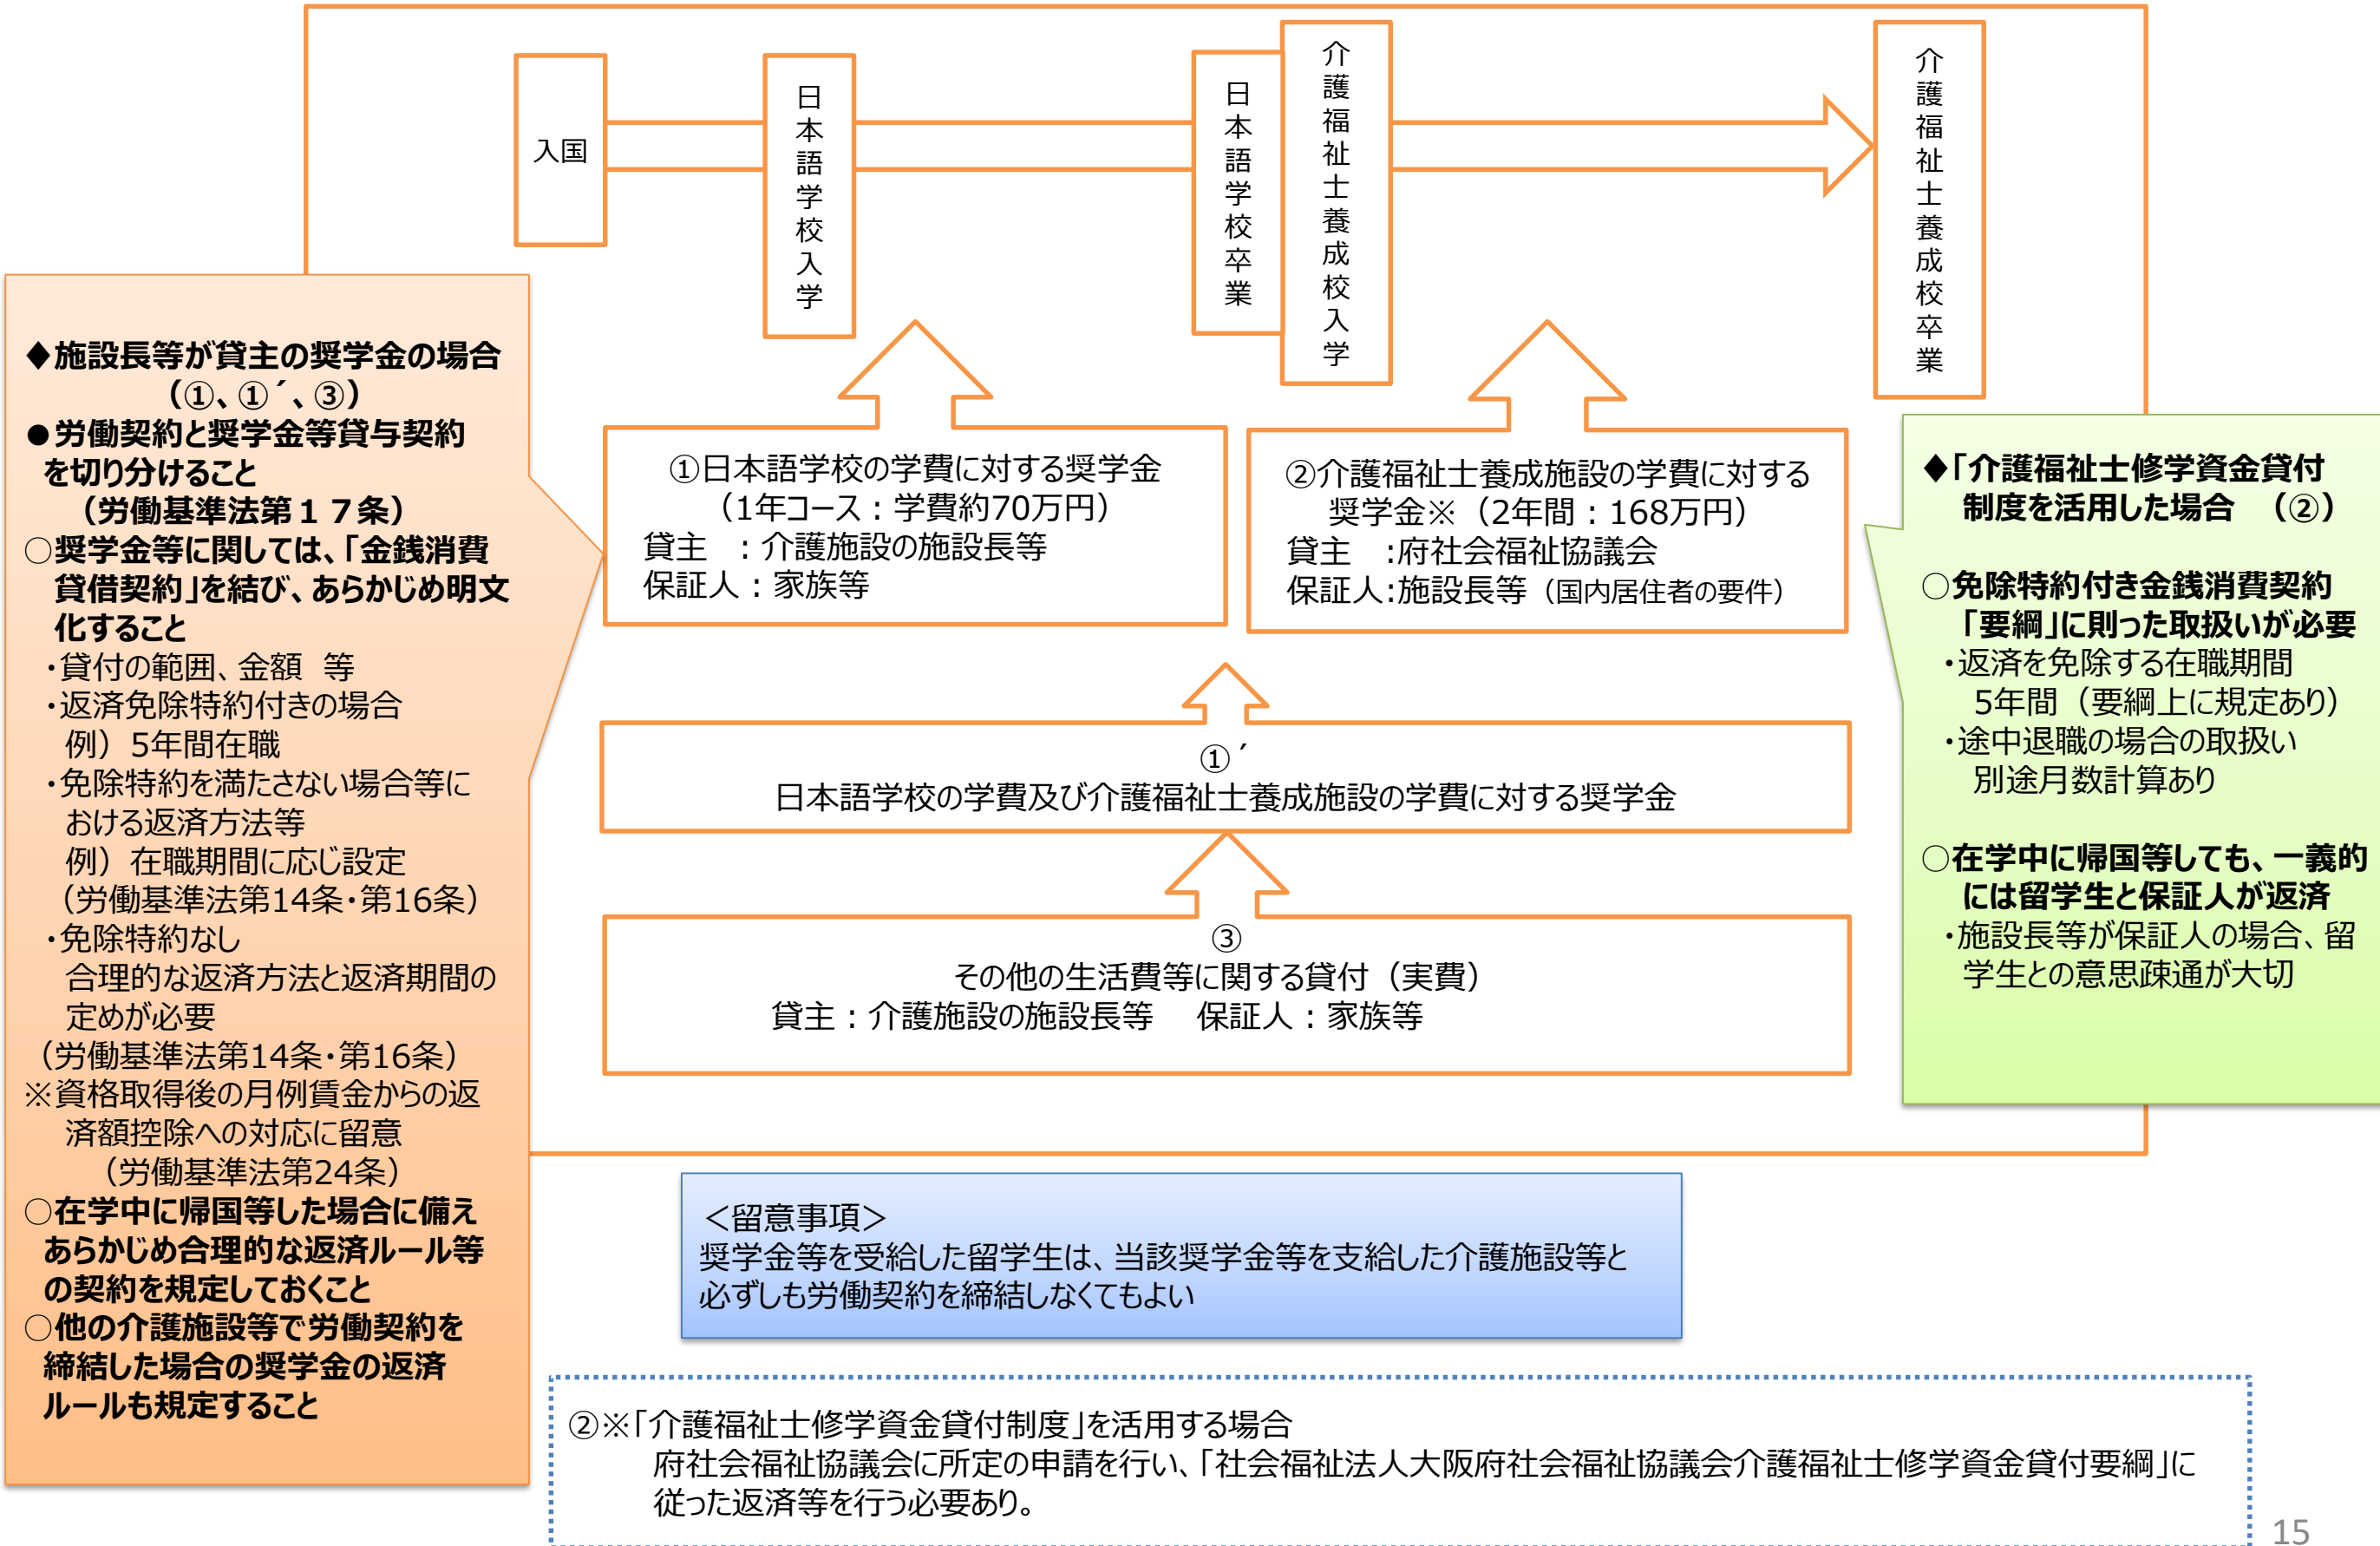 入国
日本語学校入学
日本語学校卒業
介護福祉士養成校入学
介護福祉士養成校卒業
◆施設長等が貸主の奨学金の場合
（①、①´、③）
●労働契約と奨学金等貸与契約
を切り分けること
（労働基準法第１７条）
○奨学金等に関しては、「金銭消費
貸借契約」を結び、あらかじめ明文
化すること
・貸付の範囲、金額　等
・返済免除特約付きの場合
例）5年間在職
・免除特約を満たさない場合等に
おける返済方法等
例）在職期間に応じ設定
（労働基準法第14条・第16条）
・免除特約なし
合理的な返済方法と返済期間の
定めが必要
（労働基準法第14条・第16条）
※資格取得後の月例賃金からの返
済額控除への対応に留意
（労働基準法第24条）
○在学中に帰国等した場合に備え
あらかじめ合理的な返済ルール等
の契約を規定しておくこと
○他の介護施設等で労働契約を
締結した場合の奨学金の返済
ルールも規定すること
①日本語学校の学費に対する奨学金
（1年コース：学費約70万円）
貸主　：介護施設の施設長等
保証人：家族等
②介護福祉士養成施設の学費に対する
奨学金※（2年間：168万円）
貸主　:府社会福祉協議会
保証人:施設長等（国内居住者の要件）
①´
日本語学校の学費及び介護福祉士養成施設の学費に対する奨学金
③
その他の生活費等に関する貸付（実費）
貸主：介護施設の施設長等　保証人：家族等
◆「介護福祉士修学資金貸付
制度を活用した場合　（②）
○免除特約付き金銭消費契約
「要綱」に則った取扱いが必要
・返済を免除する在職期間
5年間（要綱上に規定あり）
・途中退職の場合の取扱い
別途月数計算あり
○在学中に帰国等しても、一義的
には留学生と保証人が返済
・施設長等が保証人の場合、留
学生との意思疎通が大切
＜留意事項＞
奨学金等を受給した留学生は、当該奨学金等を支給した介護施設等と
必ずしも労働契約を締結しなくてもよい
②※「介護福祉士修学資金貸付制度」を活用する場合
府社会福祉協議会に所定の申請を行い、「社会福祉法人大阪府社会福祉協議会介護福祉士修学資金貸付要綱」に
従った返済等を行う必要あり。
15